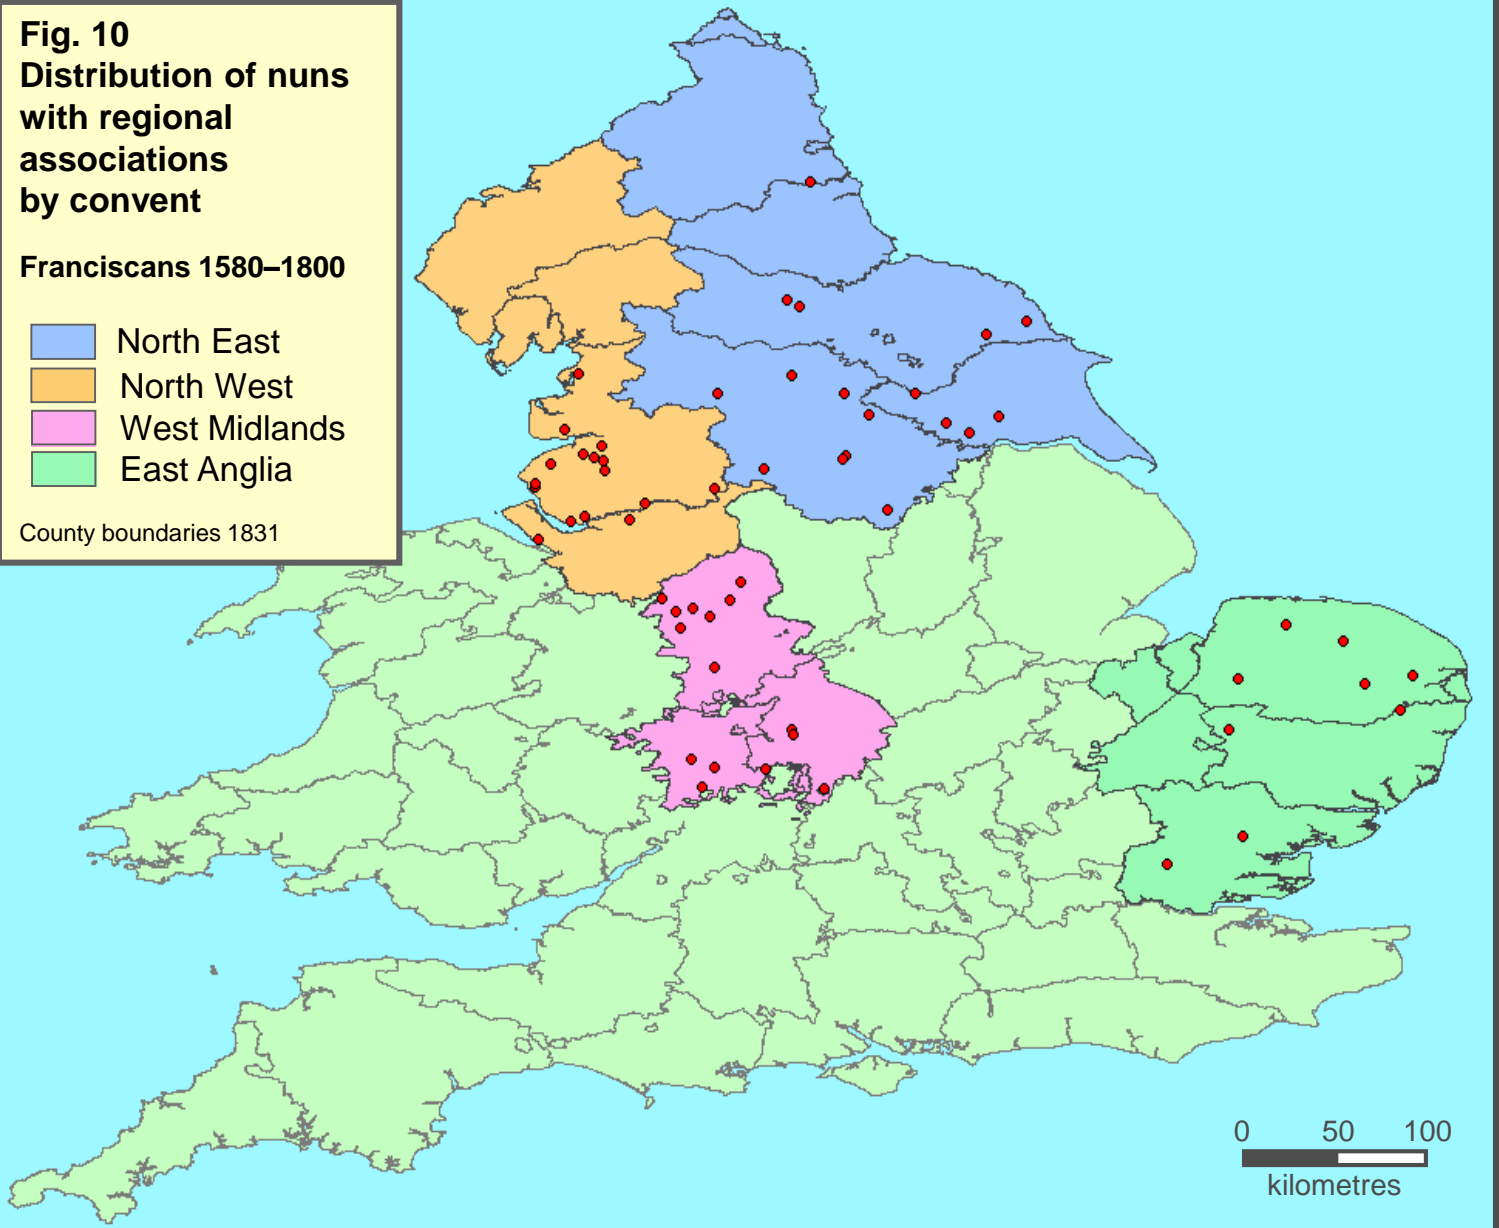 Fig. 10
Distribution of nuns
with regional
associations
by convent
Franciscans 1580–1800
North East
North West
West Midlands
East Anglia
County boundaries 1831
0 50 100
kilometres